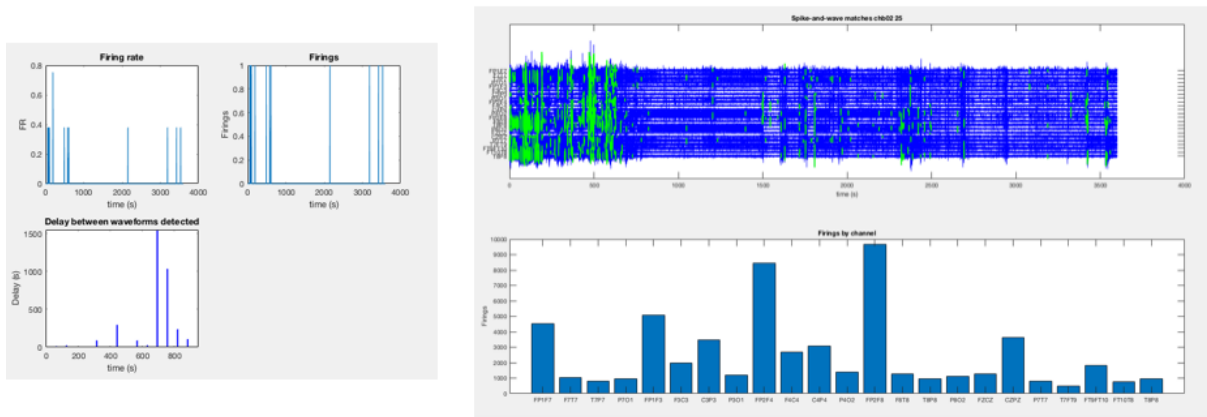 Firing rate
0.8
0.6
0.4
0.2
0
FR
0 1000 2000 3000 4000
time (s)
Firings
1
0.8
0.6
0.4
0.2
0
Firings
0 1000 2000 3000 4000
time (s)
Delay between waveforms detected
1500
1000
500
0
Delay (s)
0 200 400 600 800
time (s)
Spike-and-wave matches chb02 25
FP1F7
T8P8
0 500 1000 1500 2000 2500 3000 3500 4000
time (s)
Firings by channel
10000
9000
8000
7000
6000
5000
4000
3000
2000
1000
0
Firings
FP1F7 F7T7 T7P7 P7O1 FP1F3 F3C3 C3P3 P3O1 FP2F4 F4C4 C4P4 P4O2 FP2F8 F8T8 T8P8 P8O2 FZCZ CZPZ P7T7 T7FT9 FT9FT10 FT10T8 T8P8